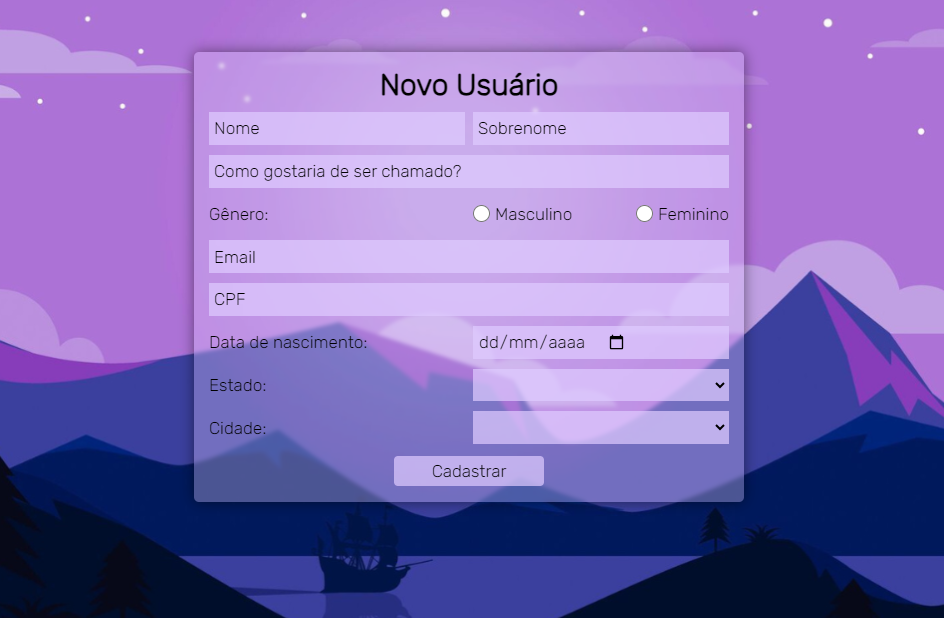 Novo Usuário
Nome Sobrenome
Como gostaria de ser chamado?
Gênero: Masculino Feminino
Email
CPF
Data de nascimento: dd/mm/aaaa
Estado:
Cidade:
Cadastrar